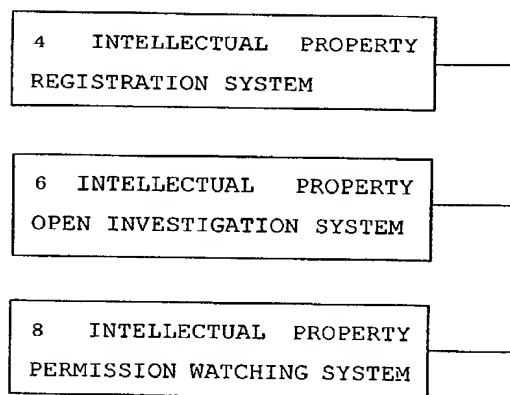 4 INTELLECTUAL PROPERTY
REGISTRATION SYSTEM
6 INTELLECTUAL PROPERTY
OPEN INVESTIGATION SYSTEM
8 INTELLECTUAL PROPERTY
PERMISSION WATCHING SYSTEM